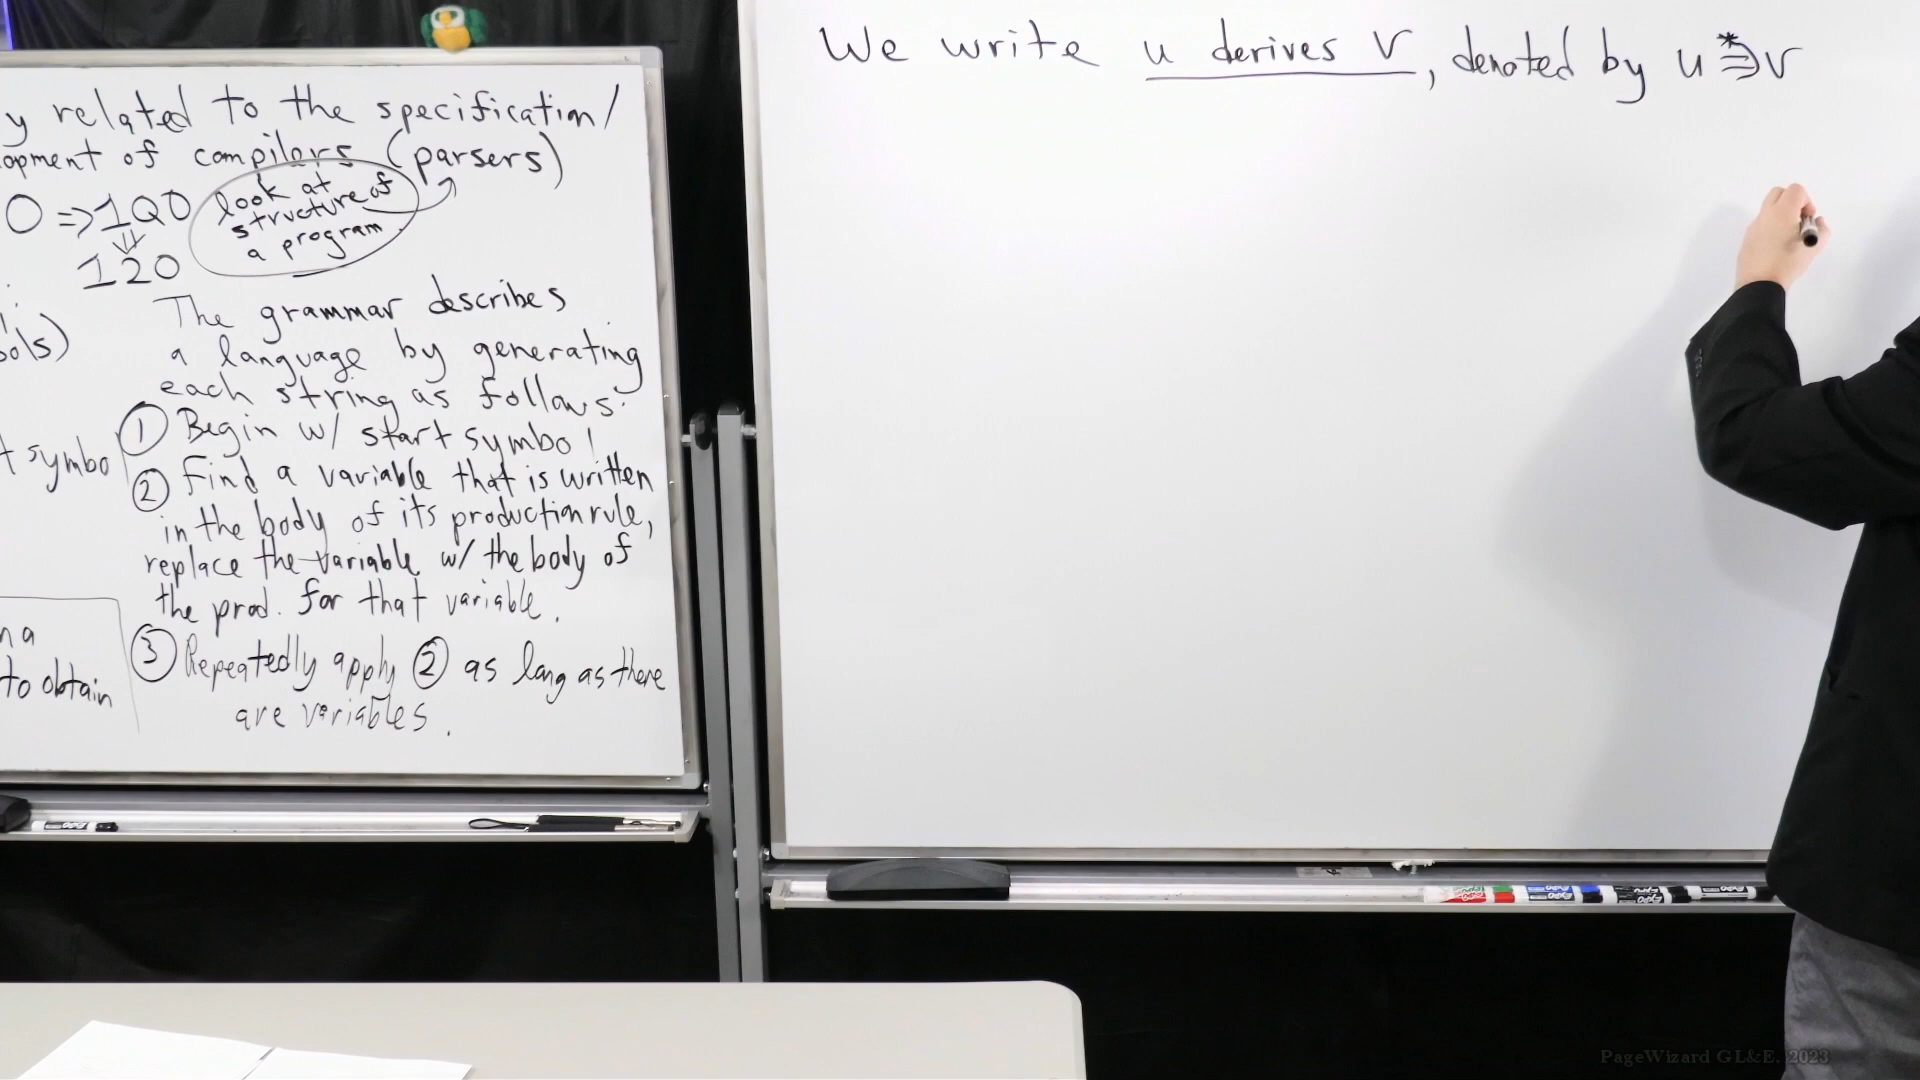 y related to the specification/
opment of compilers (parsers)
0 => 1Q0
⇓
120
look at
structure of
a program
ols)
The grammar describes
a language by generating
each string as follows:
t symbo
① Begin w/ start symbol
② Find a variable that is written
in the body of its production rule,
replace the variable w/ the body of
the prod. for that variable.
n a
to obtain
③ Repeatedly apply ② as long as there
are variables.
We write u derives v, denoted by u *⇒ v
EXPO
PageWizard GL&E. 2023